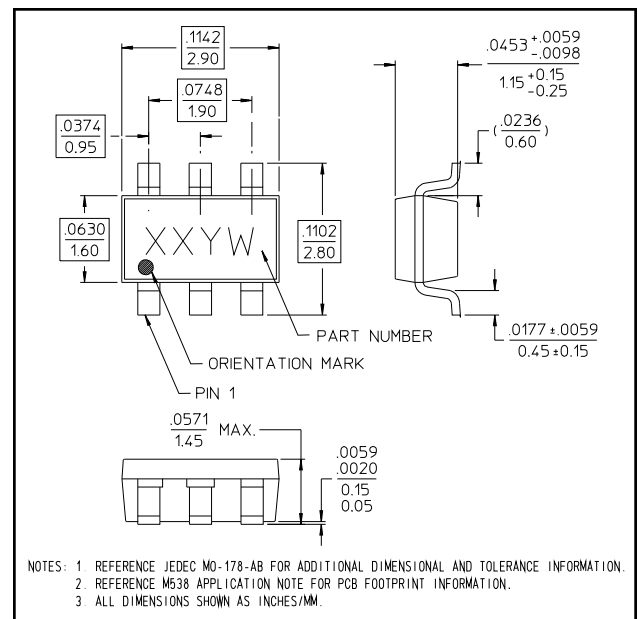 .1142
2.90
.0748
1.90
.0374
0.95
.0630
1.60
XXYW
.1102
2.80
PART NUMBER
ORIENTATION MARK
PIN 1
.0453 +.0059
-.0098
1.15 +0.15
-0.25
( .0236
0.60 )
.0177 ±.0059
0.45 ±0.15
.0571
1.45 MAX.
.0059
.0020
0.15
0.05
NOTES: 1. REFERENCE JEDEC MO-178-AB FOR ADDITIONAL DIMENSIONAL AND TOLERANCE INFORMATION.
2. REFERENCE M538 APPLICATION NOTE FOR PCB FOOTPRINT INFORMATION.
3. ALL DIMENSIONS SHOWN AS INCHES/MM.